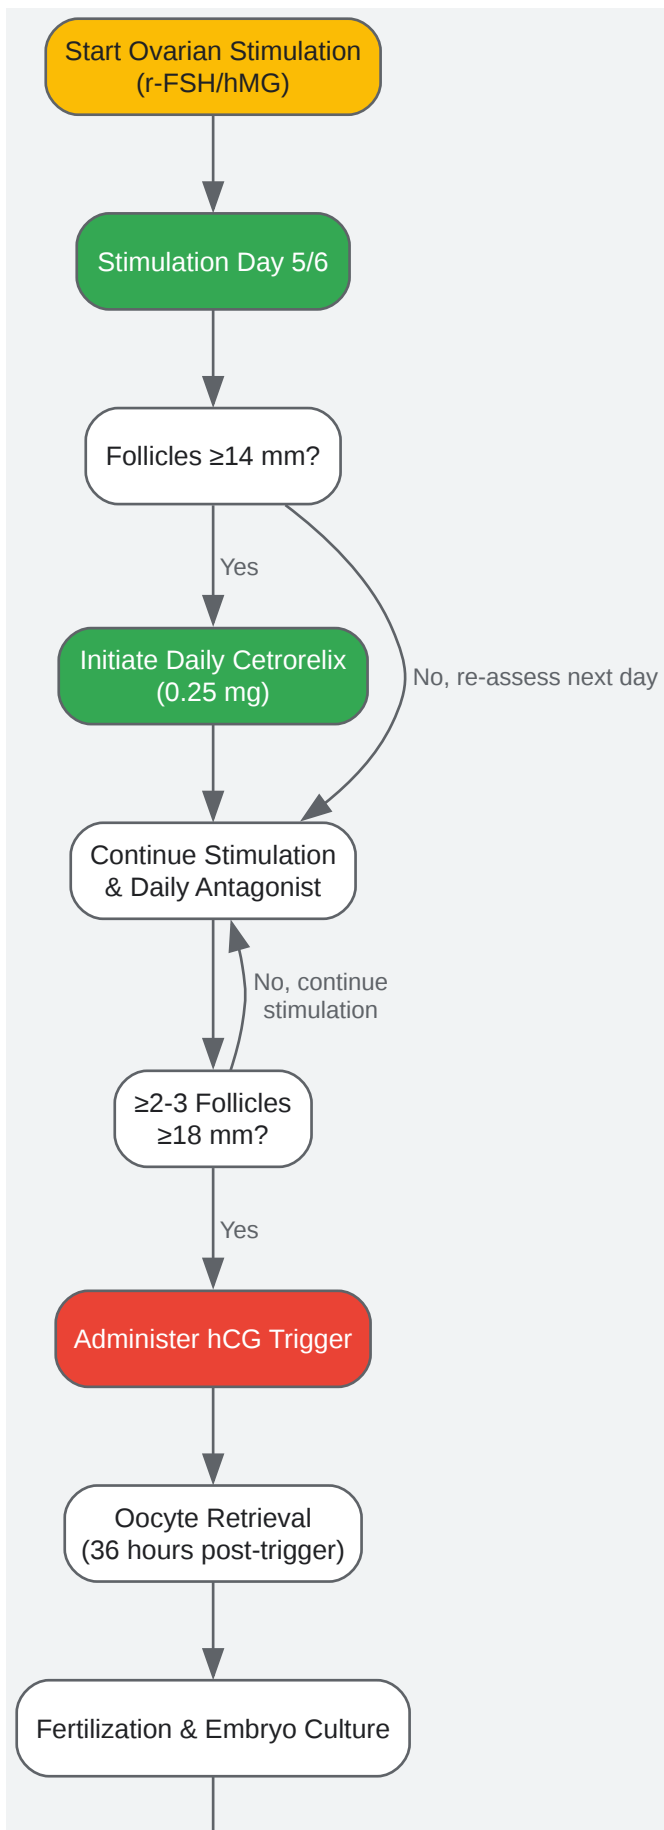 Start Ovarian Stimulation
(r-FSH/hMG)
Stimulation Day 5/6
Follicles ≥14 mm?
Yes
Initiate Daily Cetrorelix
(0.25 mg)
No, re-assess next day
Continue Stimulation
& Daily Antagonist
No, continue
stimulation
≥2-3 Follicles
≥18 mm?
Yes
Administer hCG Trigger
Oocyte Retrieval
(36 hours post-trigger)
Fertilization & Embryo Culture